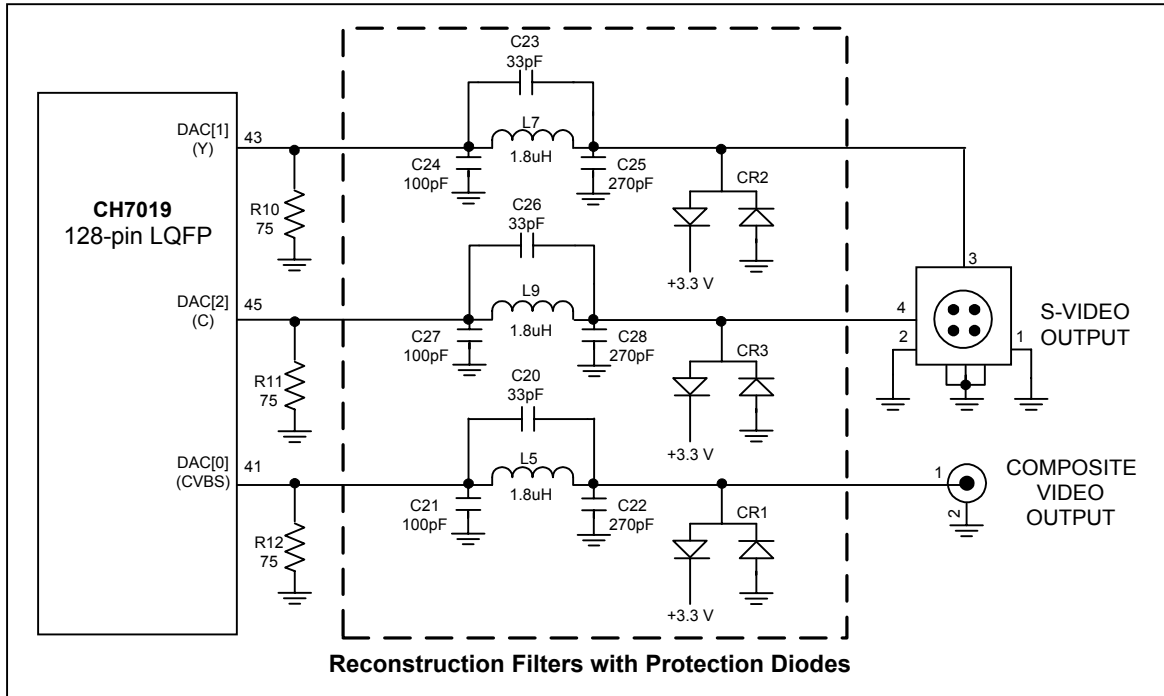 C23
33pF
DAC[1]
(Y)
43
L7
1.8uH
C24
100pF
C25
270pF
CR2
R10
75
CH7019
128-pin LQFP
C26
33pF
+3.3 V
3
DAC[2]
(C)
45
L9
1.8uH
4
2
1
S-VIDEO
OUTPUT
C27
100pF
C28
270pF
CR3
R11
75
C20
33pF
+3.3 V
DAC[0]
(CVBS)
41
L5
1.8uH
1
2
COMPOSITE
VIDEO
OUTPUT
C21
100pF
C22
270pF
CR1
R12
75
+3.3 V
Reconstruction Filters with Protection Diodes